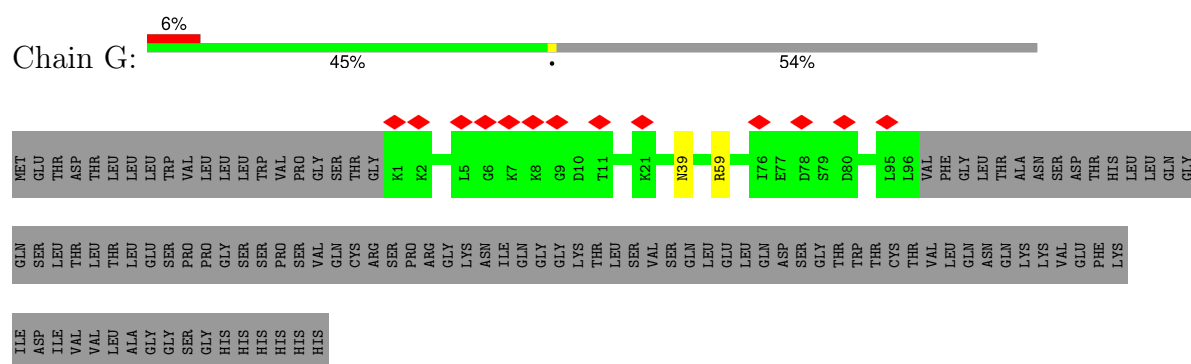 6%
Chain G:
45% • 54%
MET GLU THR ASP THR LEU LEU LEU TRP VAL LEU LEU LEU TRP VAL PRO GLY SER THR GLY K1 K2 L5 G6 K7 K8 G9 D10 T11 K21 N39 R59 I76 E77 D78 S79 D80 L95 L96 VAL PHE GLY LEU THR ALA ASN SER ASP THR HIS LEU LEU GLN GLY
GLN SER LEU THR LEU THR LEU GLU SER PRO PRO GLY SER SER PRO SER VAL GLN CYS ARG SER PRO ARG GLY LYS ASN ILE GLN GLY GLY LYS THR LEU SER VAL SER GLN LEU GLU LEU GLN ASP SER GLY THR TRP THR CYS THR VAL LEU GLN ASN GLN LYS LYS VAL GLU PHE LYS
ILE ASP ILE VAL VAL LEU ALA GLY GLY SER GLY HIS HIS HIS HIS HIS HIS